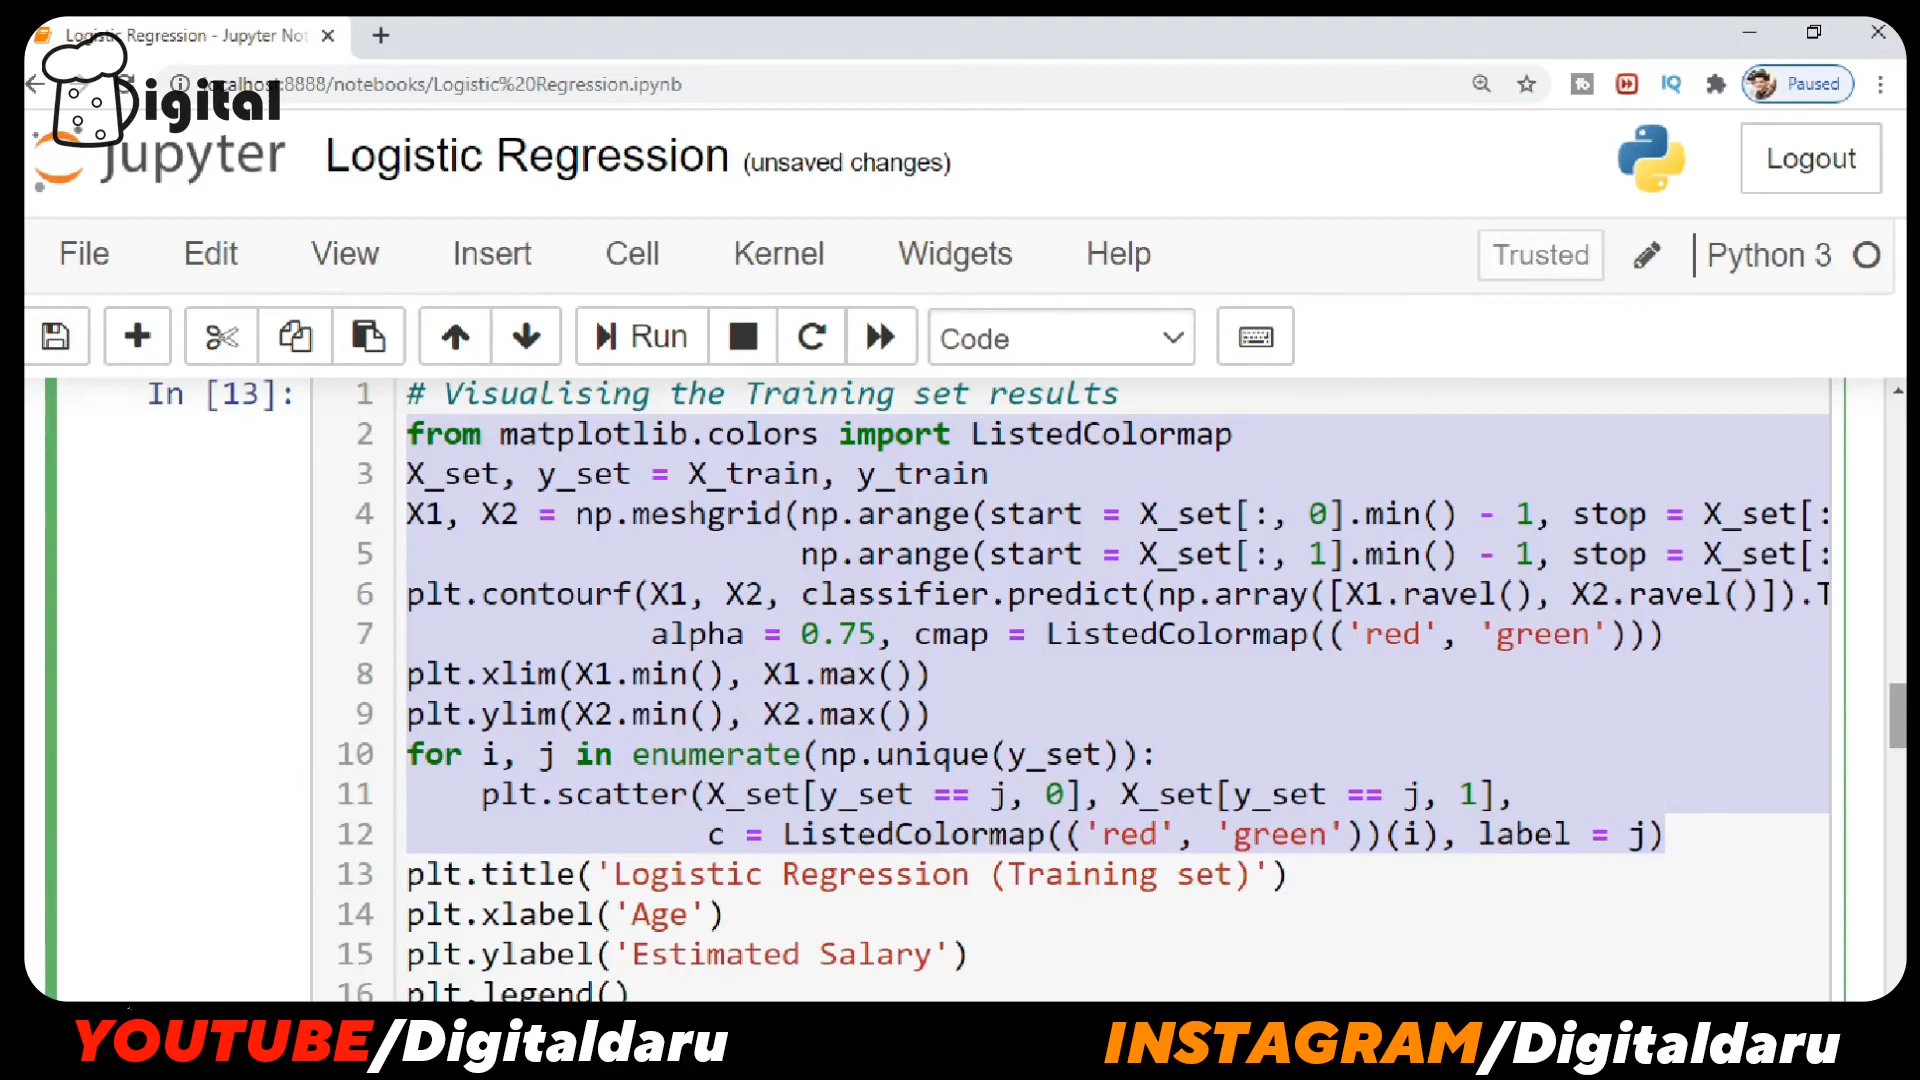 Logistic Regression - Jupyter Not
localhost:8888/notebooks/Logistic%20Regression.ipynb
Paused
Digital
jupyter
Logistic Regression (unsaved changes)
Logout
File Edit View Insert Cell Kernel Widgets Help
Trusted
Python 3
Run
Code
In [13]:
1 # Visualising the Training set results
2 from matplotlib.colors import ListedColormap
3 X_set, y_set = X_train, y_train
4 X1, X2 = np.meshgrid(np.arange(start = X_set[:, 0].min() - 1, stop = X_set[:
5 np.arange(start = X_set[:, 1].min() - 1, stop = X_set[:
6 plt.contourf(X1, X2, classifier.predict(np.array([X1.ravel(), X2.ravel()]).T
7 alpha = 0.75, cmap = ListedColormap(('red', 'green')))
8 plt.xlim(X1.min(), X1.max())
9 plt.ylim(X2.min(), X2.max())
10 for i, j in enumerate(np.unique(y_set)):
11 plt.scatter(X_set[y_set == j, 0], X_set[y_set == j, 1],
12 c = ListedColormap(('red', 'green'))(i), label = j)
13 plt.title('Logistic Regression (Training set)')
14 plt.xlabel('Age')
15 plt.ylabel('Estimated Salary')
16 plt.legend()
YOUTUBE/Digitaldaru
INSTAGRAM/Digitaldaru